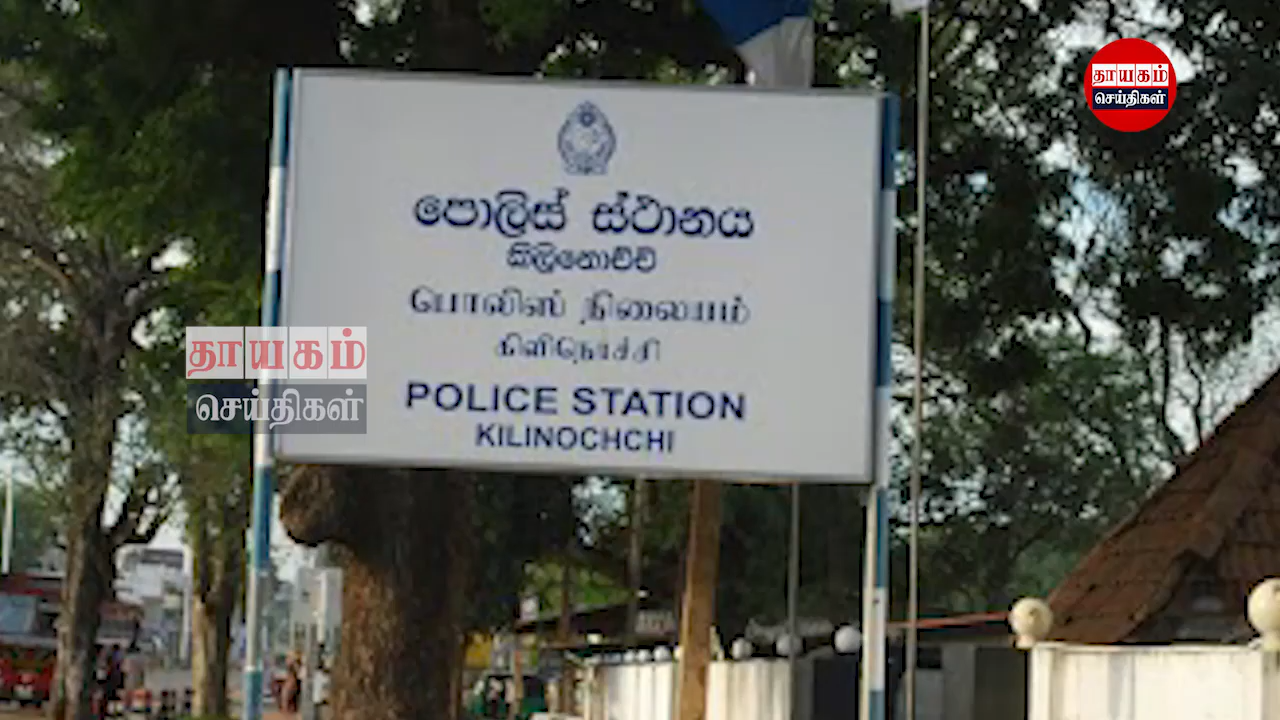 தாயகம்
செய்திகள்
පොලිස් ස්ථානය
කිලිනොච්චි
பொலிஸ் நிலையம்
கிளிநொச்சி
POLICE STATION
KILINOCHCHI
தாயகம்
செய்திகள்